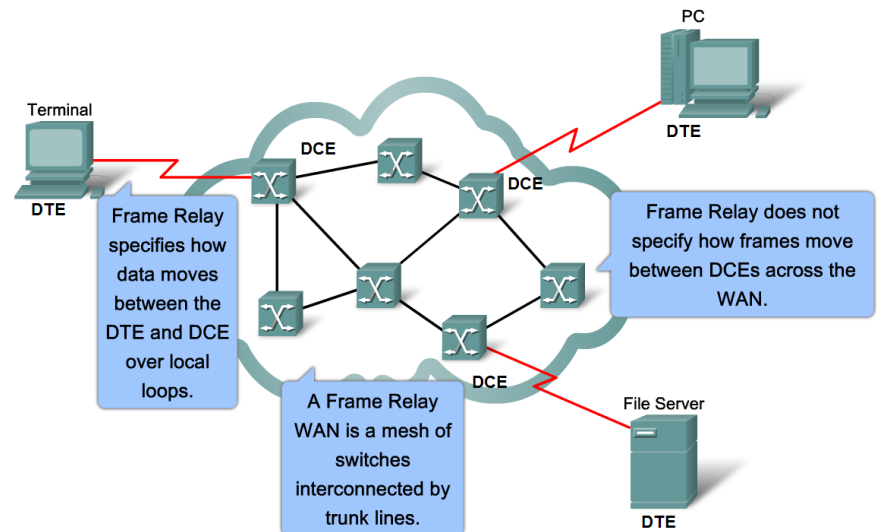 PC
DTE
Terminal
DTE
DCE
DCE
Frame Relay
specifies how
data moves
between the
DTE and DCE
over local
loops.
Frame Relay does not
specify how frames move
between DCEs across the
WAN.
DCE
A Frame Relay
WAN is a mesh of
switches
interconnected by
trunk lines.
File Server
DTE